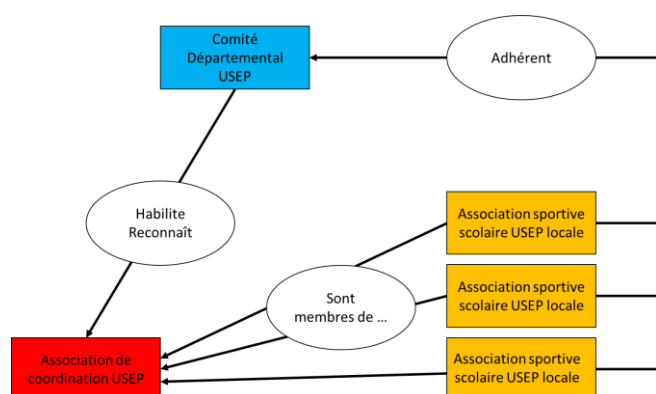 Comité
Départemental
USEP
Adhérent
Habilite
Reconnaît
Association sportive
scolaire USEP locale
Association sportive
scolaire USEP locale
Sont
membres de ...
Association de
coordination USEP
Association sportive
scolaire USEP locale